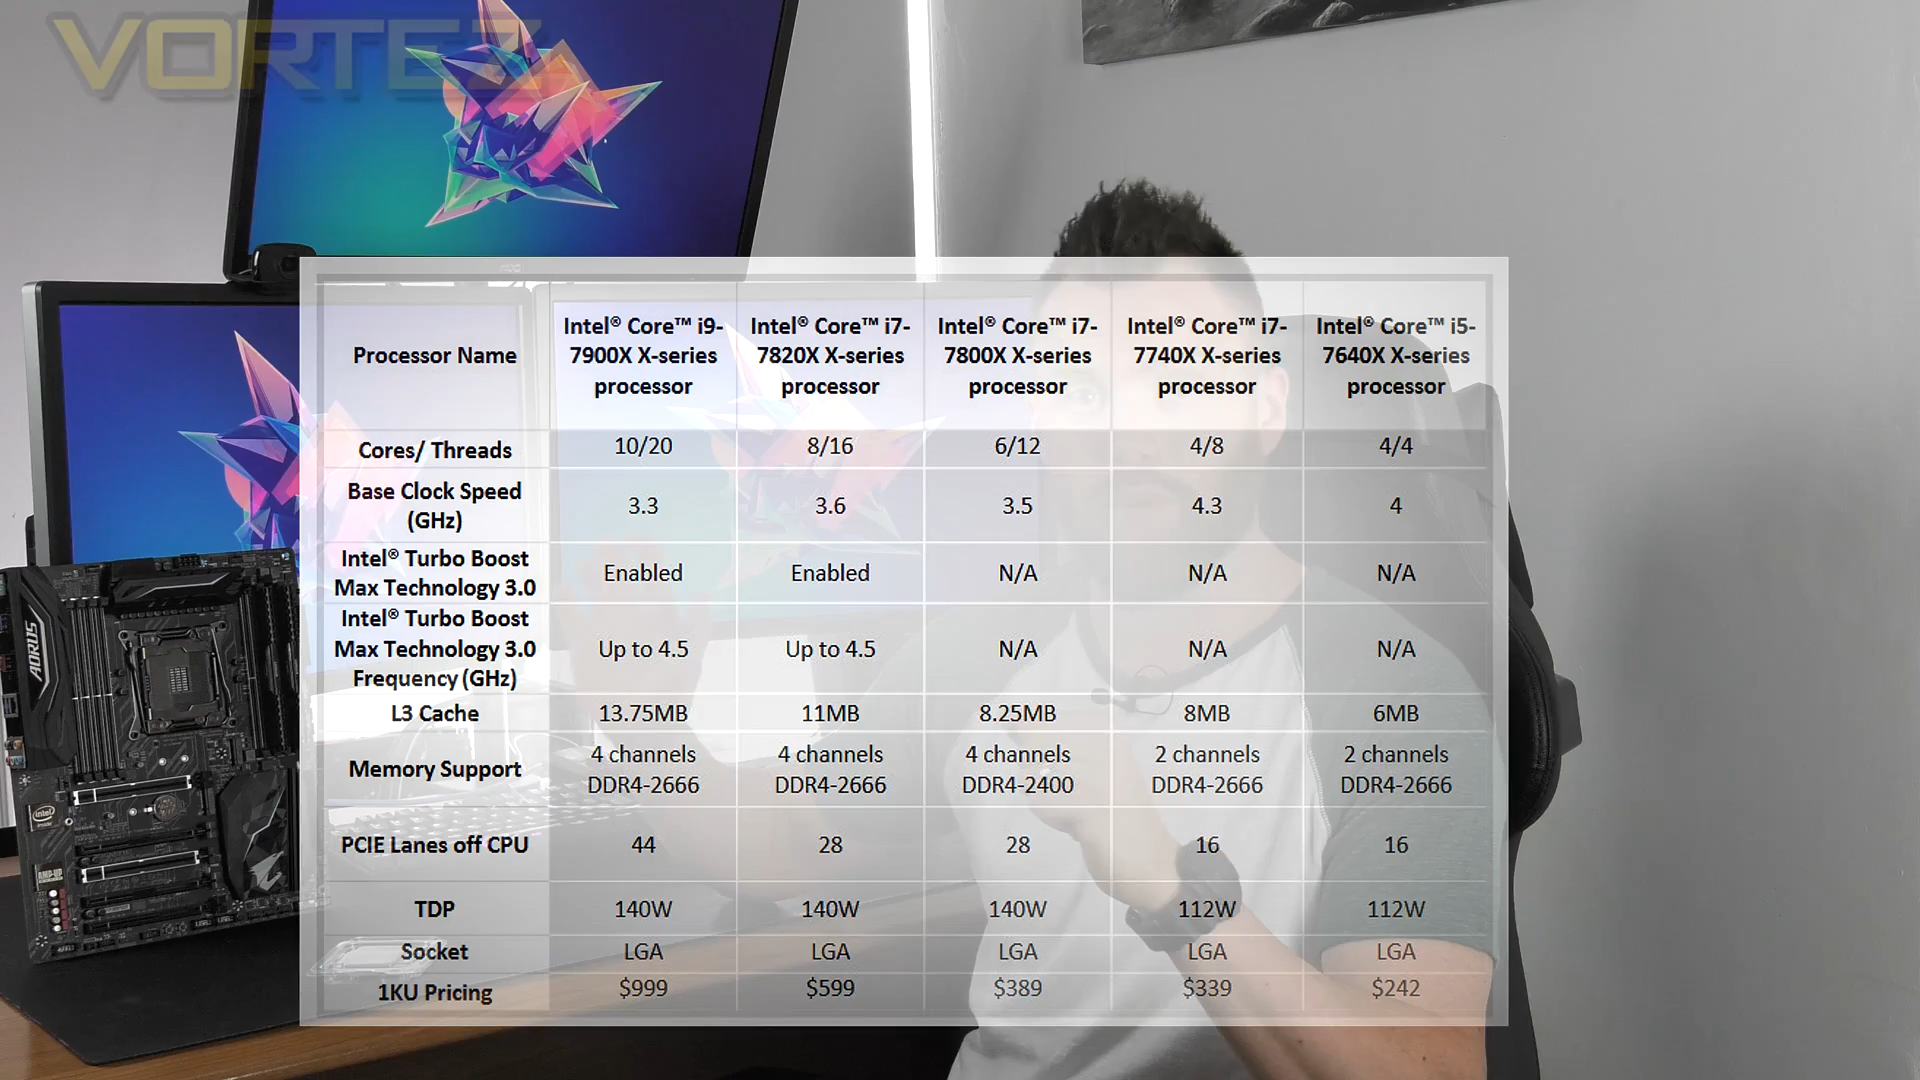 VORTEZ
Processor Name
Intel® Core™ i9-
7900X X-series
processor
Intel® Core™ i7-
7820X X-series
processor
Intel® Core™ i7-
7800X X-series
processor
Intel® Core™ i7-
7740X X-series
processor
Intel® Core™ i5-
7640X X-series
processor
Cores/ Threads
10/20
8/16
6/12
4/8
4/4
Base Clock Speed
(GHz)
3.3
3.6
3.5
4.3
4
Intel® Turbo Boost
Max Technology 3.0
Enabled
Enabled
N/A
N/A
N/A
Intel® Turbo Boost
Max Technology 3.0
Frequency (GHz)
Up to 4.5
Up to 4.5
N/A
N/A
N/A
L3 Cache
13.75MB
11MB
8.25MB
8MB
6MB
Memory Support
4 channels
DDR4-2666
4 channels
DDR4-2666
4 channels
DDR4-2400
2 channels
DDR4-2666
2 channels
DDR4-2666
PCIE Lanes off CPU
44
28
28
16
16
TDP
140W
140W
140W
112W
112W
Socket
LGA
LGA
LGA
LGA
LGA
1KU Pricing
$999
$599
$389
$339
$242
AORUS
intel
inside
AMP-UP